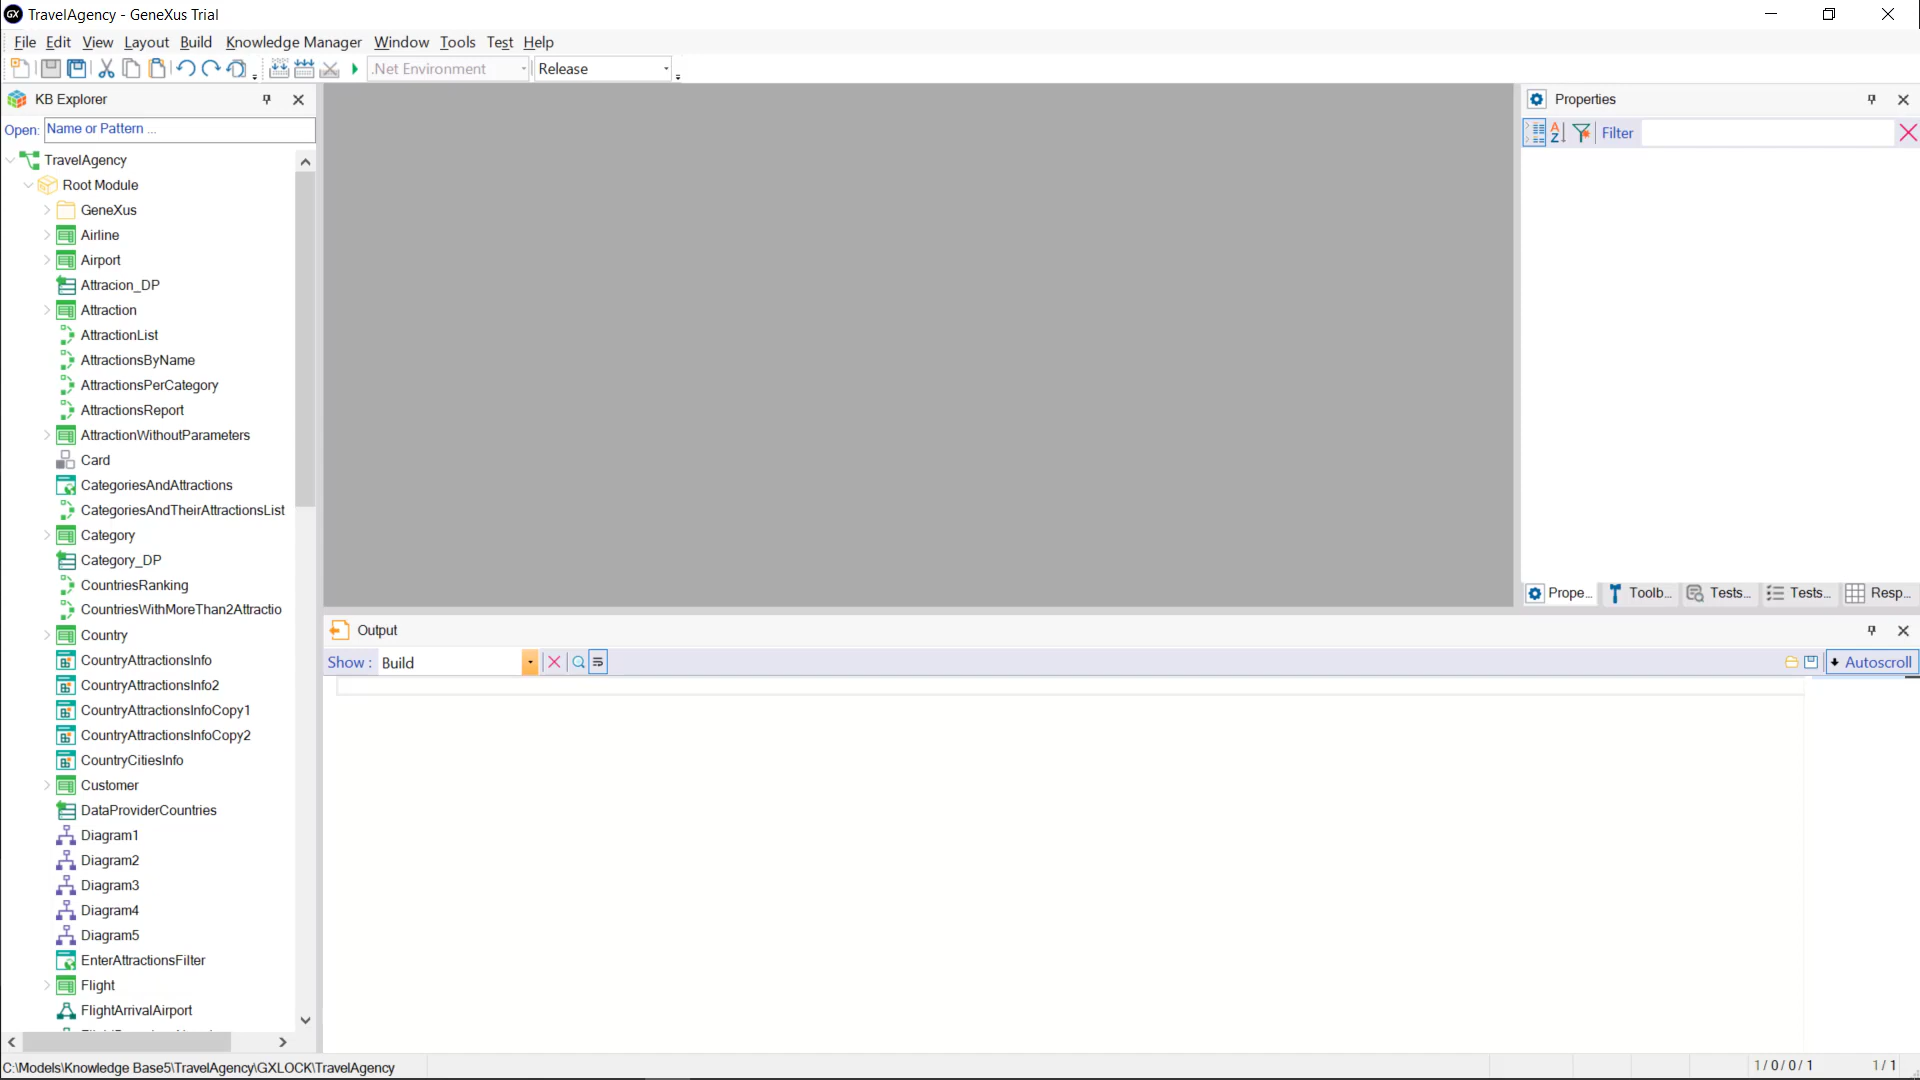 TravelAgency - GeneXus Trial
File Edit View Layout Build Knowledge Manager Window Tools Test Help
.Net Environment Release
KB Explorer
Open: Name or Pattern ...
TravelAgency
Root Module
GeneXus
Airline
Airport
Attracion_DP
Attraction
AttractionList
AttractionsByName
AttractionsPerCategory
AttractionsReport
AttractionWithoutParameters
Card
CategoriesAndAttractions
CategoriesAndTheirAttractionsList
Category
Category_DP
CountriesRanking
CountriesWithMoreThan2Attractio
Country
CountryAttractionsInfo
CountryAttractionsInfo2
CountryAttractionsInfoCopy1
CountryAttractionsInfoCopy2
CountryCitiesInfo
Customer
DataProviderCountries
Diagram1
Diagram2
Diagram3
Diagram4
Diagram5
EnterAttractionsFilter
Flight
FlightArrivalAirport
Properties
Filter
Prope... Toolb... Tests... Tests... Resp...
Output
Show : Build Autoscroll
C:\Models\Knowledge Base5\TravelAgency\GXLOCK\TravelAgency 1 / 0 / 0 / 1 1 / 1